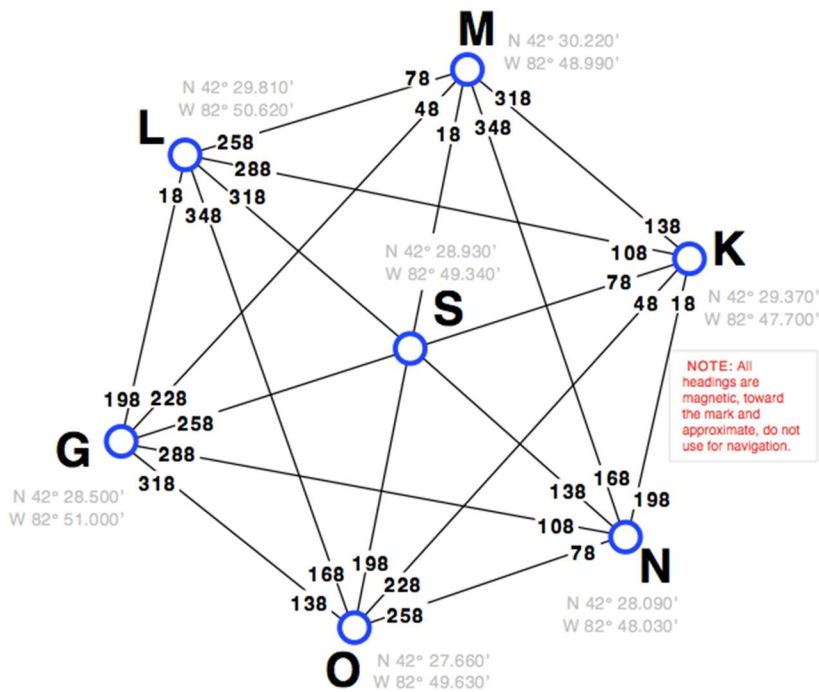 M
N 42° 30.220'
W 82° 48.990'
78
318
48
18
348
N 42° 29.810'
W 82° 50.620'
L
258
288
18
318
348
138
108
78
48
18
K
N 42° 29.370'
W 82° 47.700'
N 42° 28.930'
W 82° 49.340'
S
NOTE: All
headings are
magnetic, toward
the mark and
approximate, do not
use for navigation.
198
228
258
288
318
G
N 42° 28.500'
W 82° 51.000'
168
138
198
108
78
N
N 42° 28.090'
W 82° 48.030'
198
168
228
138
258
O
N 42° 27.660'
W 82° 49.630'